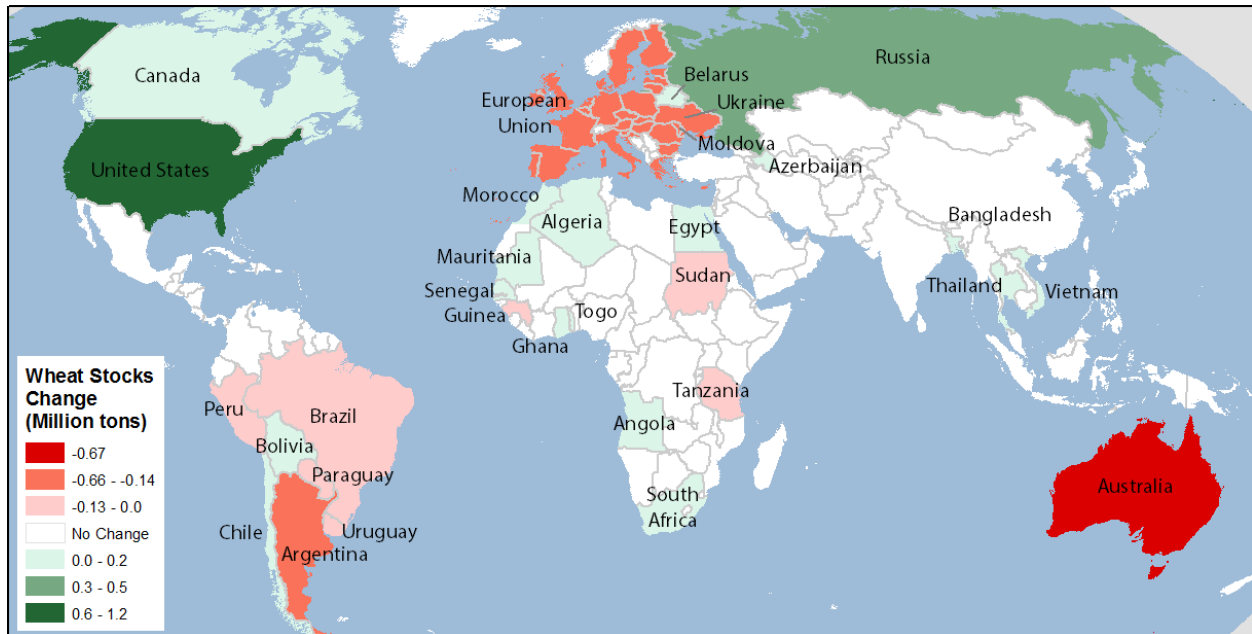 Canada
United States
Russia
Belarus
Ukraine
European
Union
Moldova
Azerbaijan
Morocco
Algeria
Egypt
Bangladesh
Mauritania
Sudan
Senegal
Thailand
Vietnam
Guinea
Togo
Ghana
Tanzania
Peru
Brazil
Angola
Bolivia
Paraguay
South
Africa
Australia
Chile
Uruguay
Argentina
Wheat Stocks
Change
(Million tons)
-0.67
-0.66 - -0.14
-0.13 - 0.0
No Change
0.0 - 0.2
0.3 - 0.5
0.6 - 1.2